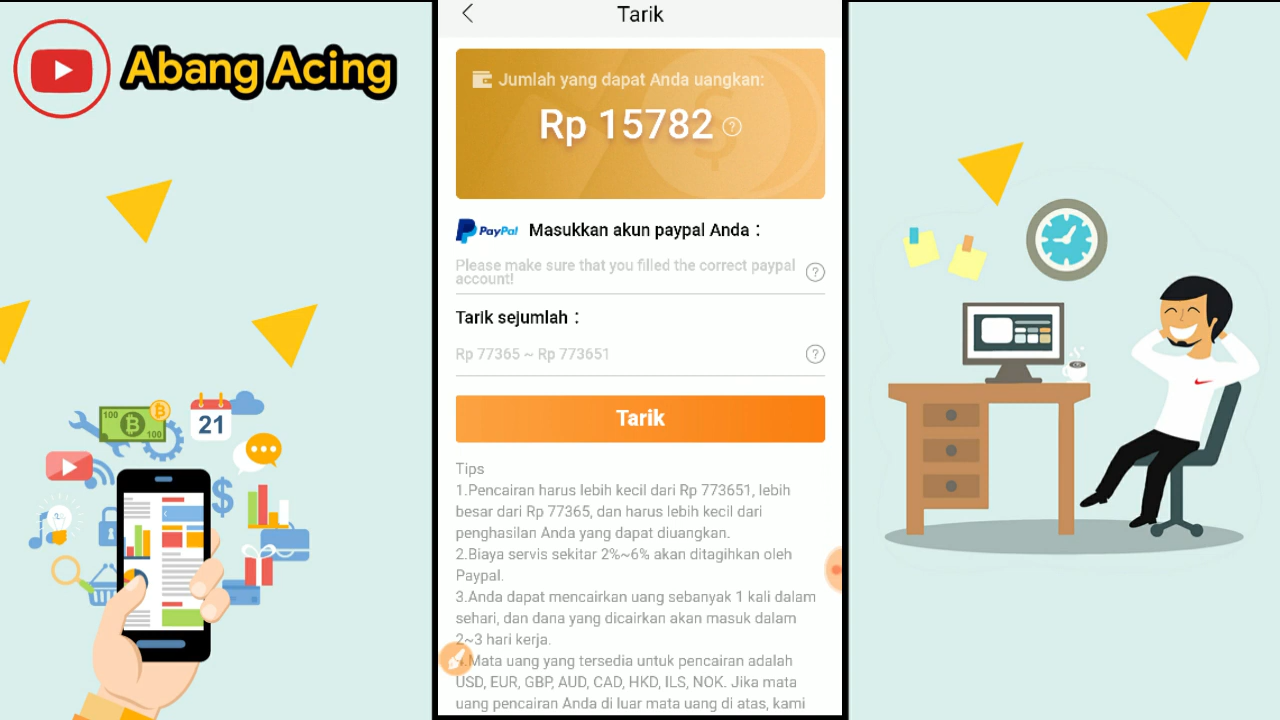 Abang Acing
Tarik
Jumlah yang dapat Anda uangkan:
Rp 15782 ?
PayPal Masukkan akun paypal Anda :
Please make sure that you filled the correct paypal
account!
?
Tarik sejumlah :
Rp 77365 ~ Rp 773651 ?
Tarik
Tips
1.Pencairan harus lebih kecil dari Rp 773651, lebih
besar dari Rp 77365, dan harus lebih kecil dari
penghasilan Anda yang dapat diuangkan.
2.Biaya servis sekitar 2%~6% akan ditagihkan oleh
Paypal.
3.Anda dapat mencairkan uang sebanyak 1 kali dalam
sehari, dan dana yang dicairkan akan masuk dalam
2~3 hari kerja.
4.Mata uang yang tersedia untuk pencairan adalah
USD, EUR, GBP, AUD, CAD, HKD, ILS, NOK. Jika mata
uang pencairan Anda di luar mata uang di atas, kami
100
100
21